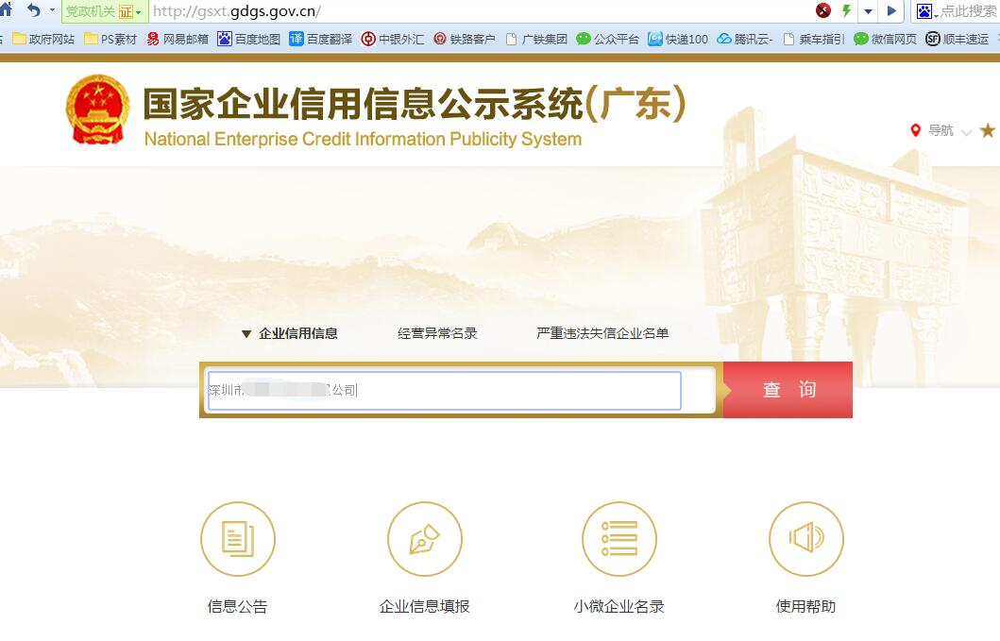 党政机关 证 http://gsxt.gdgs.gov.cn/ 点此搜索
政府网站 PS素材 网易邮箱 百度地图 译 百度翻译 中银外汇 铁路客户 广铁集团 公众平台 快递100 腾讯云- 乘车指引 微信网页 SF 顺丰速运
国家企业信用信息公示系统(广东)
National Enterprise Credit Information Publicity System
导航
企业信用信息 经营异常名录 严重违法失信企业名单
深圳市 公司
查 询
信息公告 企业信息填报 小微企业名录 使用帮助